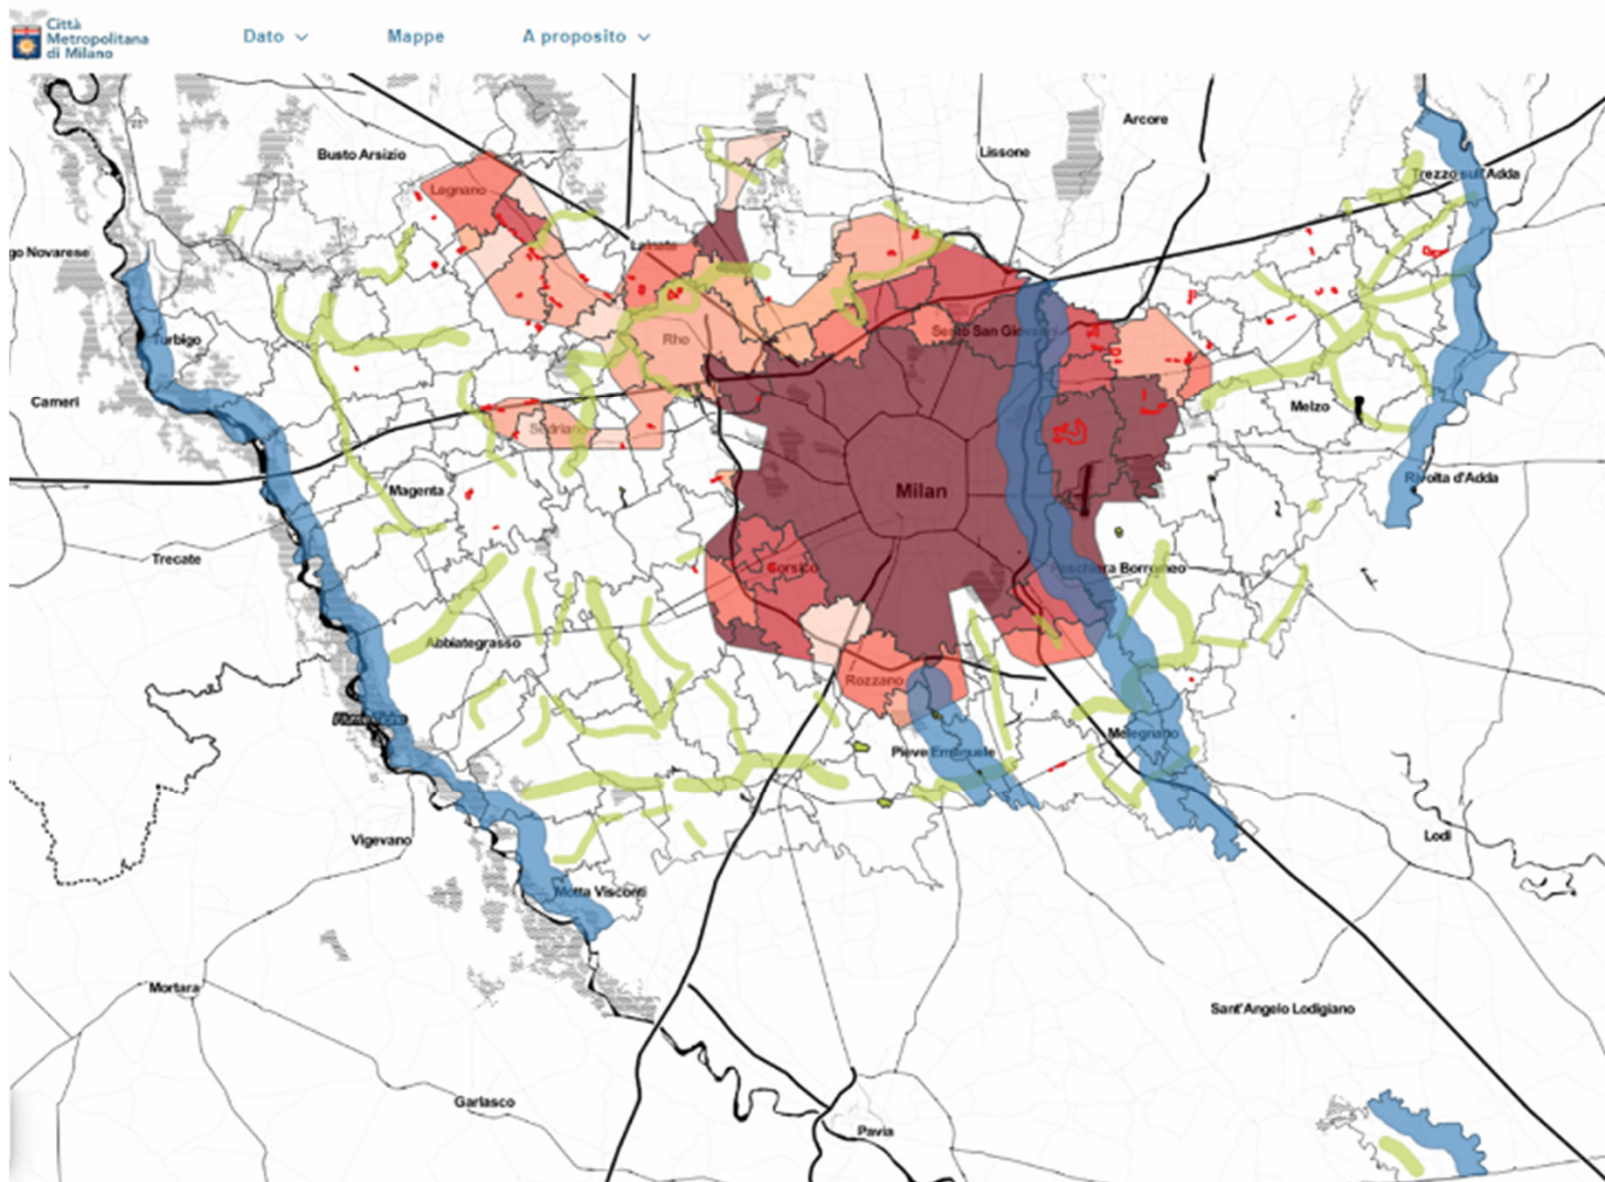 Città
Metropolitana
di Milano
Dato
Mappe
A proposito
Arcore
Lissone
Busto Arsizio
Trezzo sull'Adda
Legnano
Lainate
go Novarese
Turbigo
Rho
Sesto San Giovanni
Cameri
Melzo
Sedriano
Magenta
Milan
Rivolta d'Adda
Trecate
Corsico
Peschiera Borromeo
Abbiategrasso
Rozzano
Melegnano
Pieve Emanuele
Vigevano
Lodi
Motta Visconti
Mortara
Sant'Angelo Lodigiano
Garlasco
Pavia